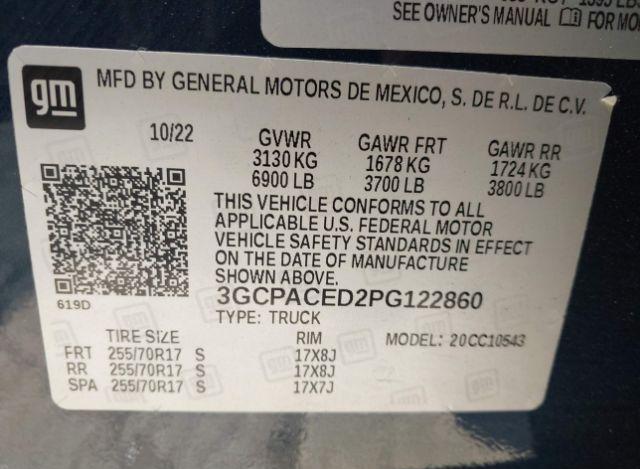 SEE OWNER'S MANUAL FOR MO
gm
MFD BY GENERAL MOTORS DE MEXICO, S. DE R.L. DE C.V.
10/22 GVWR GAWR FRT GAWR RR
3130 KG 1678 KG 1724 KG
6900 LB 3700 LB 3800 LB
THIS VEHICLE CONFORMS TO ALL
APPLICABLE U.S. FEDERAL MOTOR
VEHICLE SAFETY STANDARDS IN EFFECT
ON THE DATE OF MANUFACTURE
SHOWN ABOVE.
619D
3GCPACED2PG122860
TYPE: TRUCK
TIRE SIZE RIM MODEL: 20CC10543
FRT 255/70R17 S 17X8J
RR 255/70R17 S 17X8J
SPA 255/70R17 S 17X7J